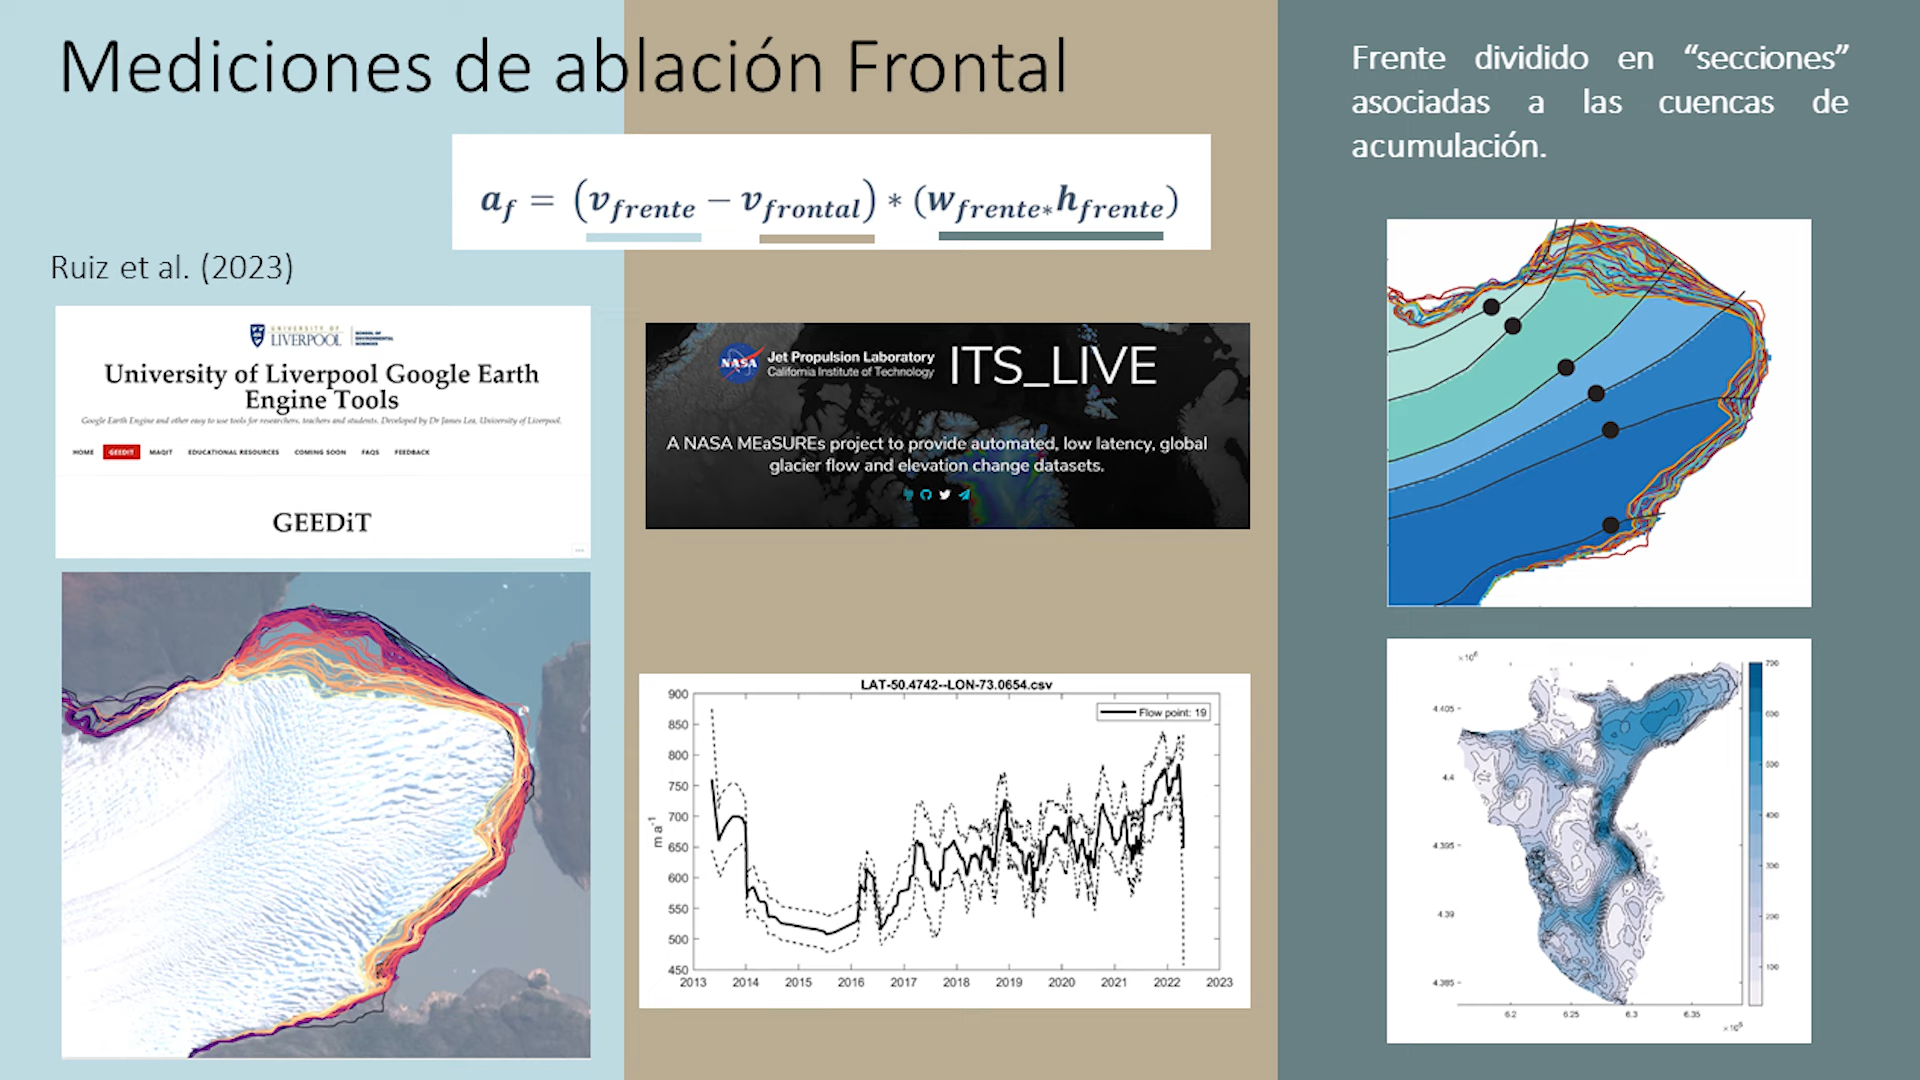 Mediciones de ablación Frontal
a_f = (v_frente − v_frontal) * (w_frente * h_frente)
Ruiz et al. (2023)
UNIVERSITY OF
LIVERPOOL
SCHOOL OF
ENVIRONMENTAL
SCIENCES
University of Liverpool Google Earth
Engine Tools
Google Earth Engine and other easy to use tools for researchers, teachers and students. Developed by Dr James Lea, University of Liverpool.
HOME GEEDIT MAQIT EDUCATIONAL RESOURCES COMING SOON FAQS FEEDBACK
GEEDiT
NASA
Jet Propulsion Laboratory
California Institute of Technology
ITS_LIVE
A NASA MEaSUREs project to provide automated, low latency, global
glacier flow and elevation change datasets.
LAT-50.4742--LON-73.0654.csv
Flow point: 19
m a⁻¹
900
850
800
750
700
650
600
550
500
450
2013 2014 2015 2016 2017 2018 2019 2020 2021 2022 2023
Frente dividido en “secciones”
asociadas a las cuencas de
acumulación.
×10⁶
4.405
4.4
4.395
4.39
4.385
6.2 6.25 6.3 6.35
×10⁵
700
600
500
400
300
200
100